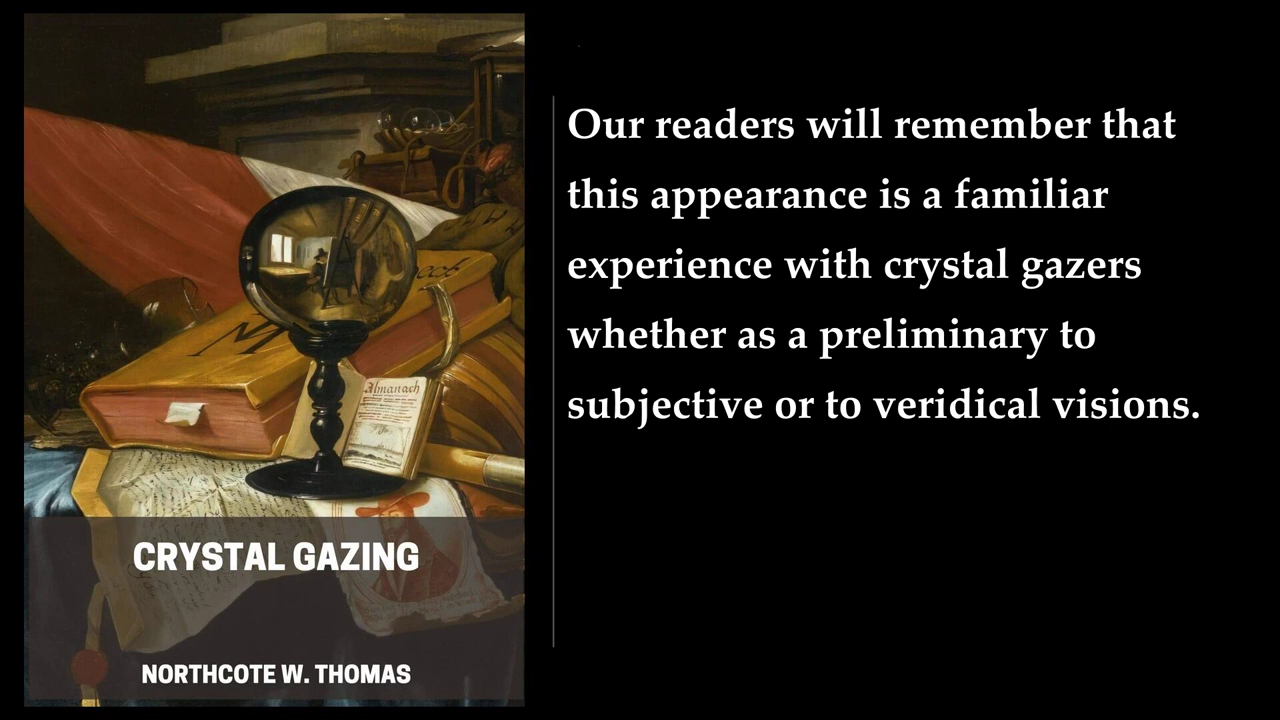 Our readers will remember that
this appearance is a familiar
experience with crystal gazers
whether as a preliminary to
subjective or to veridical visions.
M
Almanach
CRYSTAL GAZING
NORTHCOTE W. THOMAS